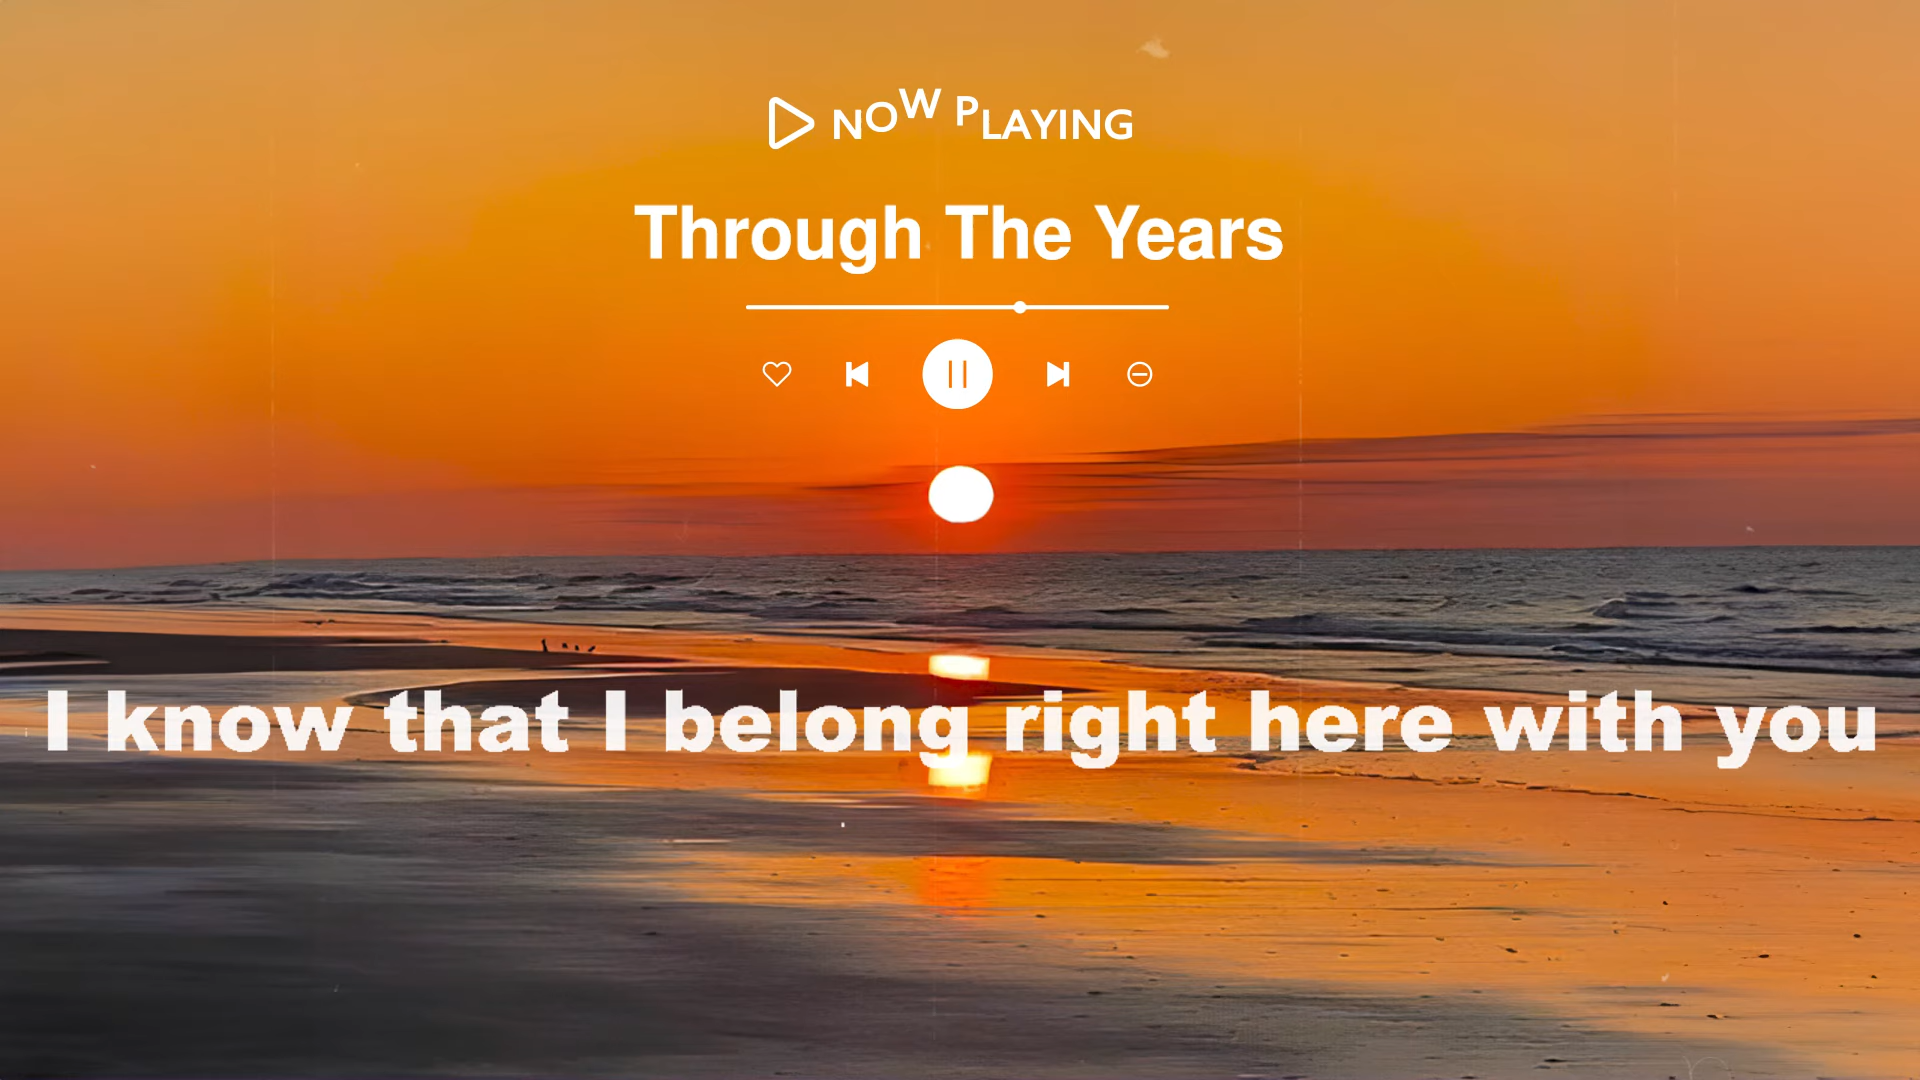 NOW PLAYING
Through The Years
I know that I belong right here with you